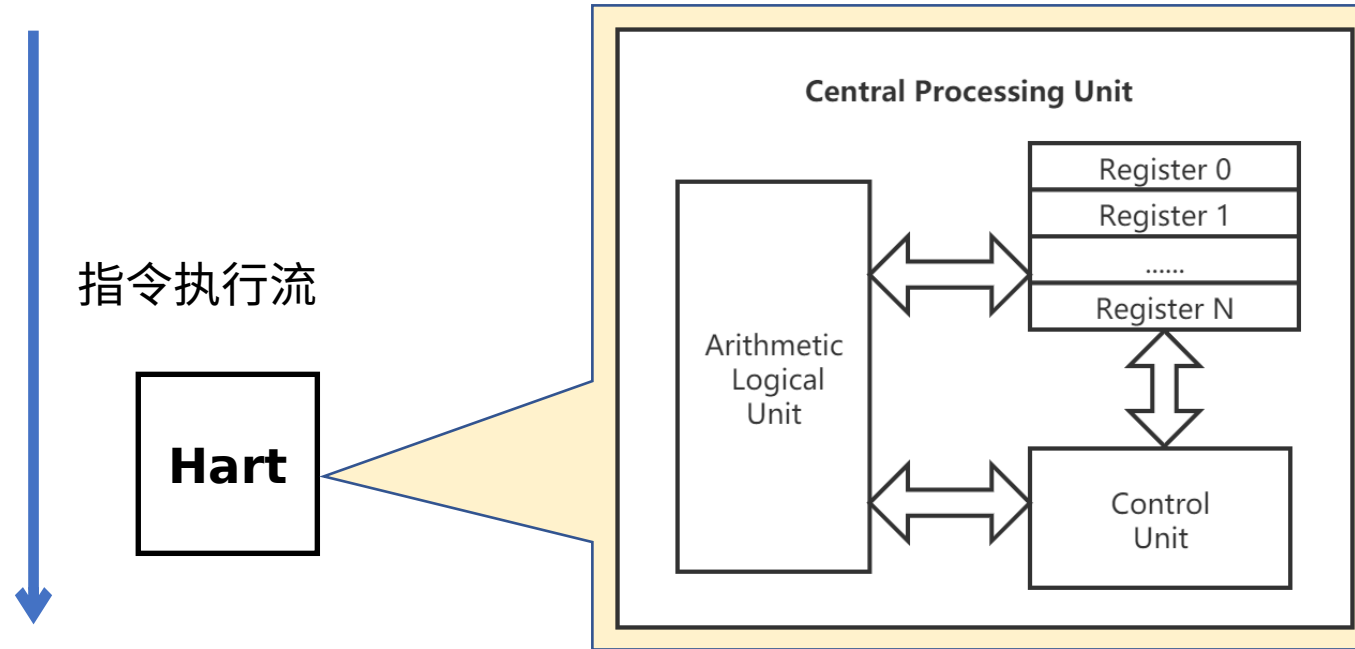 指令执行流
Hart
Central Processing Unit
Register 0
Register 1
......
Register N
Arithmetic
Logical
Unit
Control
Unit